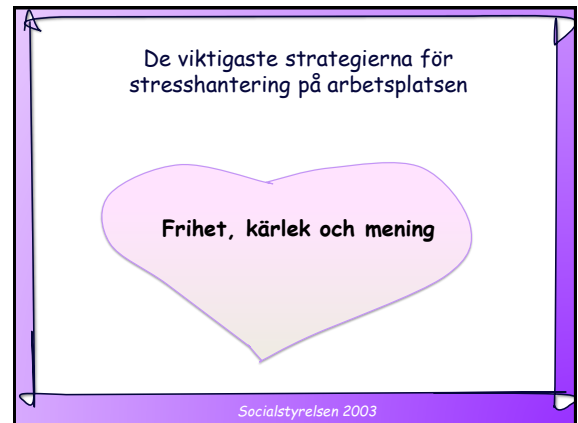 De viktigaste strategierna för
stresshantering på arbetsplatsen
Frihet, kärlek och mening
Socialstyrelsen 2003